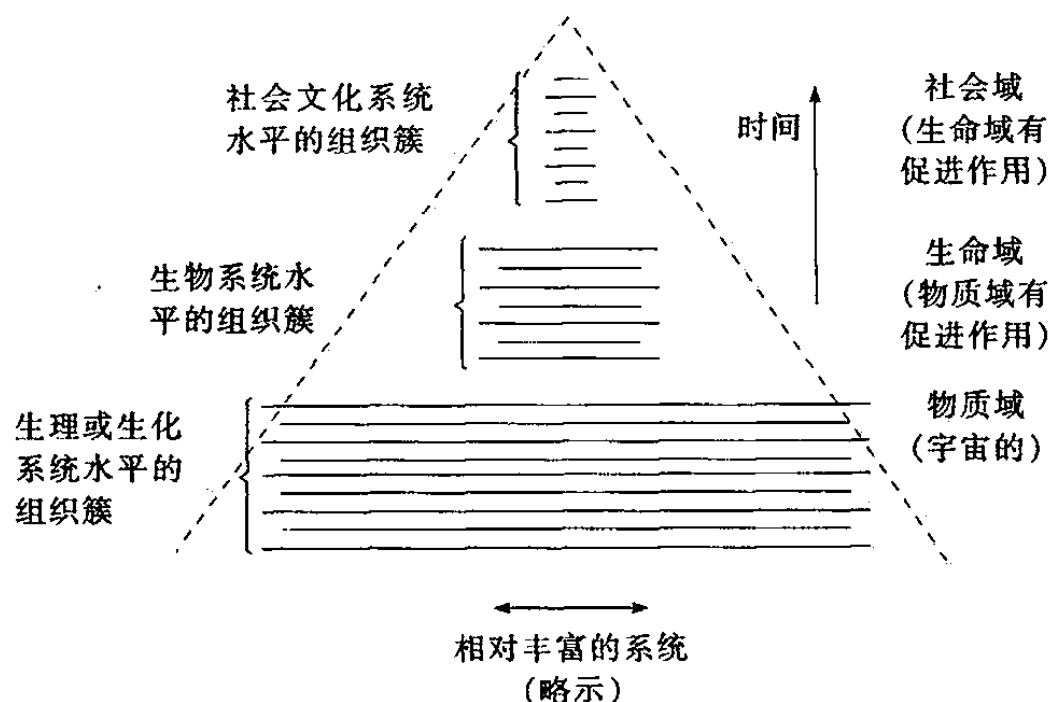 社会文化系统
水平的组织簇
时间
社会域
(生命域有
促进作用)
生物系统水
平的组织簇
生命域
(物质域有
促进作用)
生理或生化
系统水平的
组织簇
物质域
(宇宙的)
相对丰富的系统
(略示)